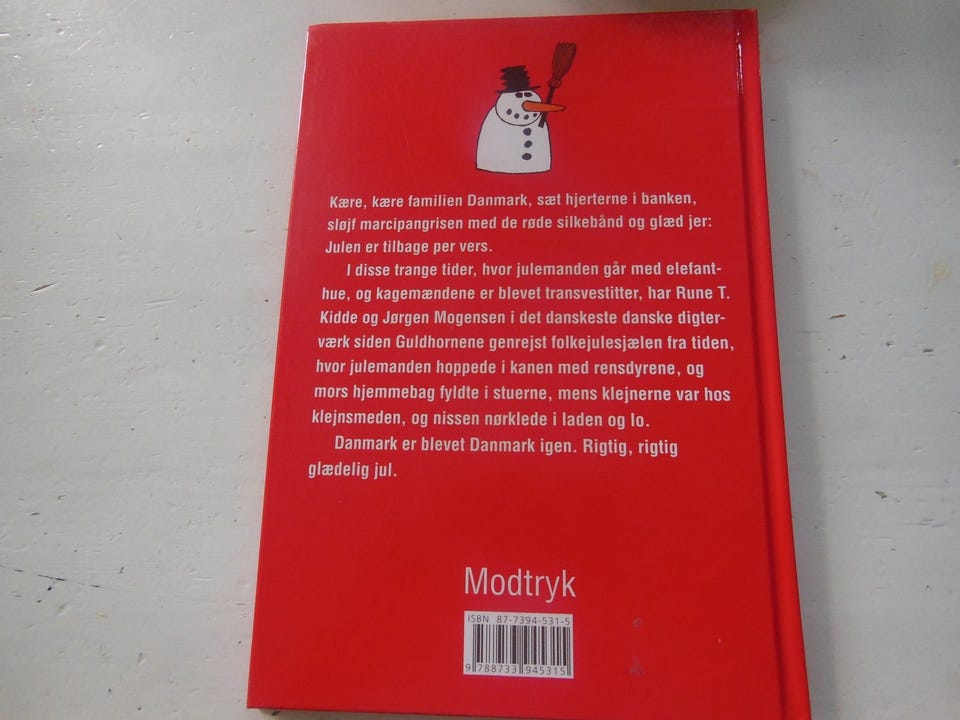 Kære, kære familien Danmark, sæt hjerterne i banken,
sløjf marcipangrisen med de røde silkebånd og glæd jer:
Julen er tilbage per vers.
I disse trange tider, hvor julemanden går med elefant-
hue, og kagemændene er blevet transvestitter, har Rune T.
Kidde og Jørgen Mogensen i det danskeste danske digter-
værk siden Guldhornene genrejst folkejulesjælen fra tiden,
hvor julemanden hoppede i kanen med rensdyrene, og
mors hjemmebag fyldte i stuerne, mens klejnerne var hos
klejnsmeden, og nissen nørklede i laden og lo.
Danmark er blevet Danmark igen. Rigtig, rigtig
glædelig jul.
Modtryk
ISBN 87-7394-531-5
9 788733 945315